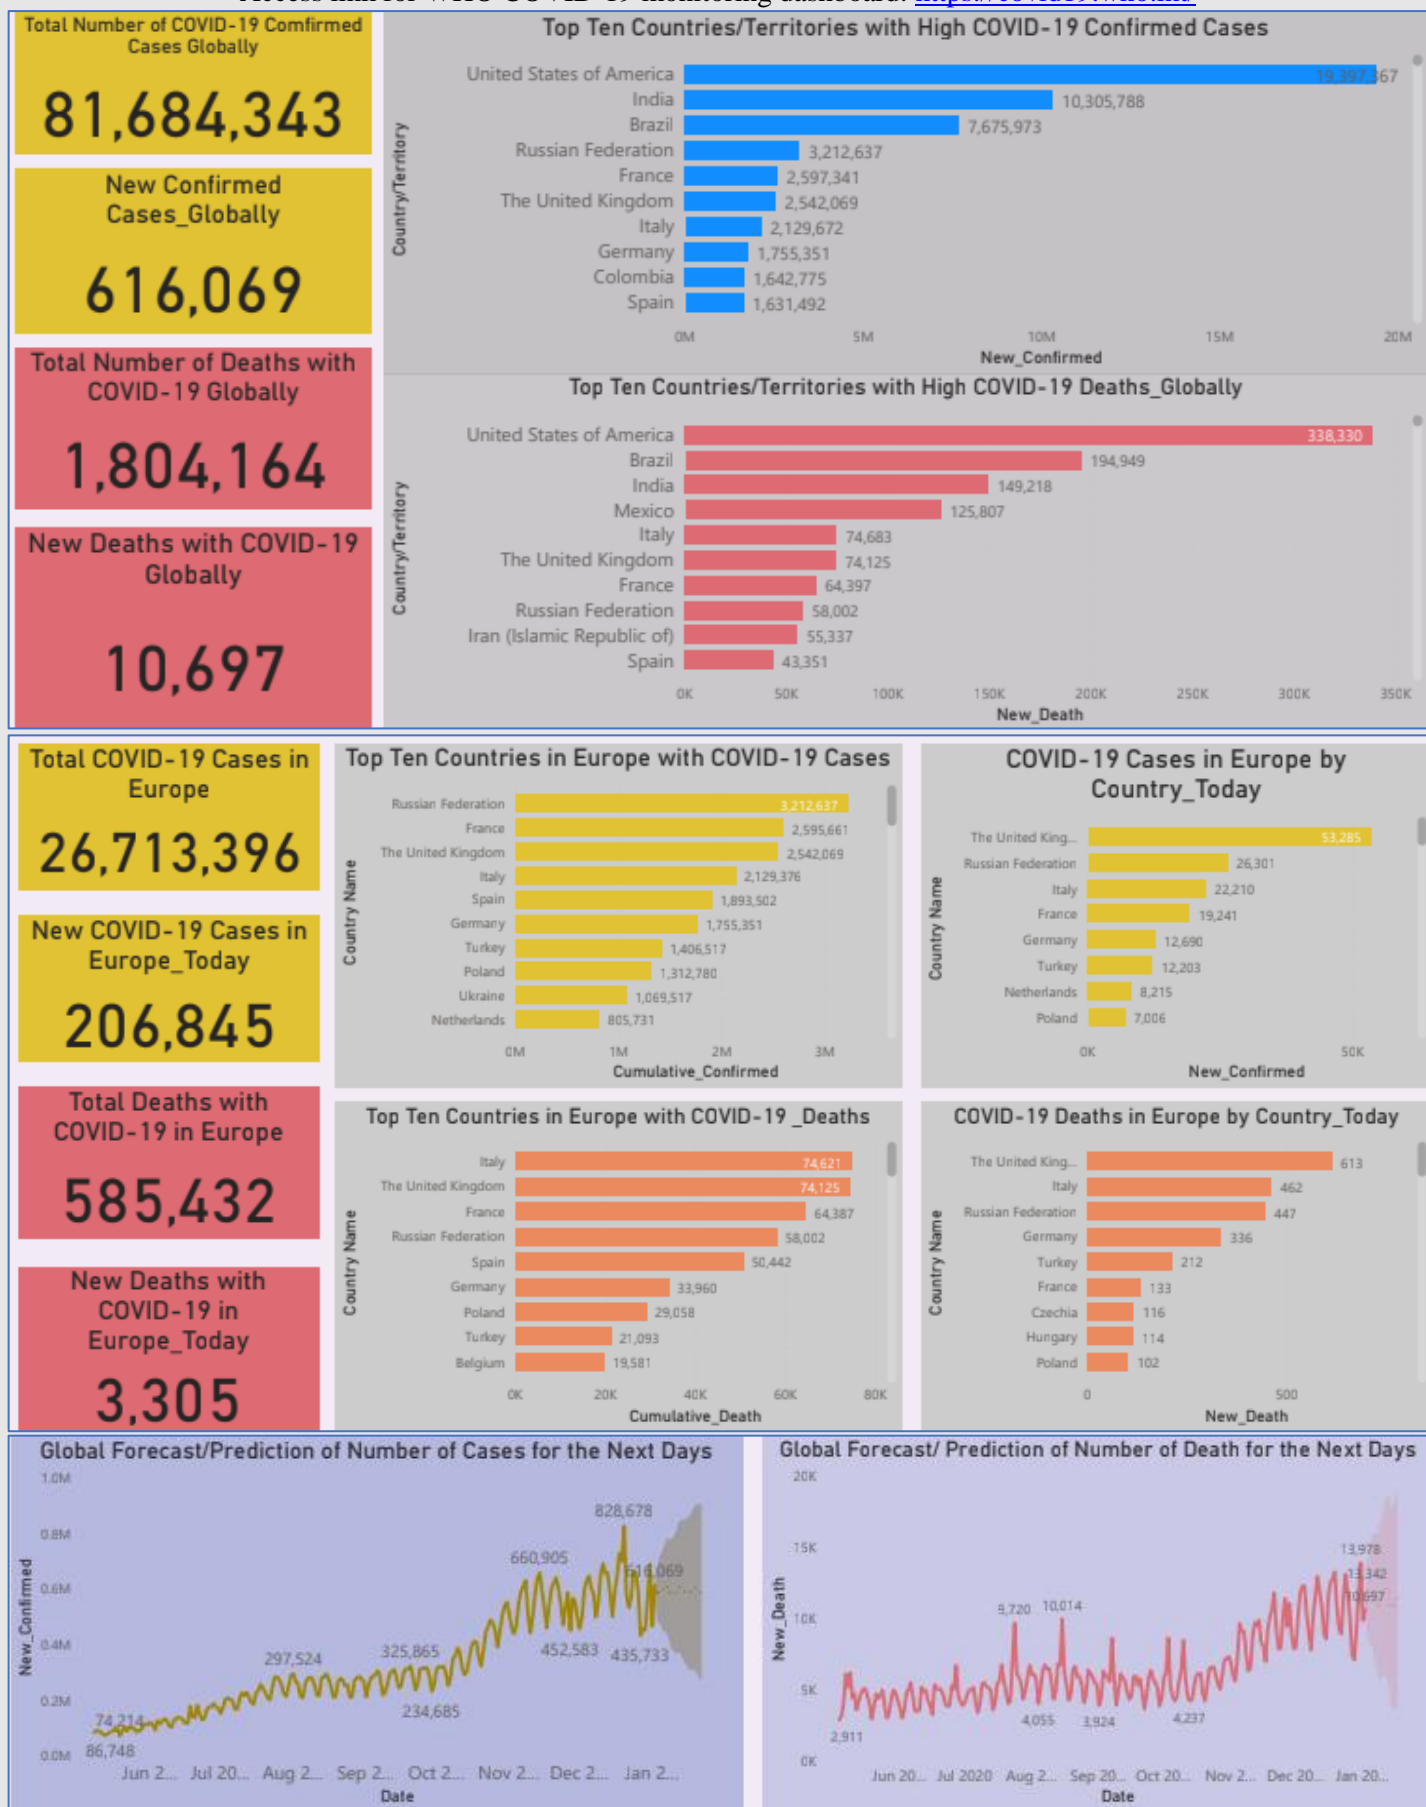 Access link for WHO COVID-19 monitoring dashboard: https://covid19.who.int/
Total Number of COVID-19 Comfirmed
Cases Globally
81,684,343
New Confirmed
Cases_Globally
616,069
Total Number of Deaths with
COVID-19 Globally
1,804,164
New Deaths with COVID-19
Globally
10,697
Top Ten Countries/Territories with High COVID-19 Confirmed Cases
Country/Territory
United States of America 19,397,367
India 10,305,788
Brazil 7,675,973
Russian Federation 3,212,637
France 2,597,341
The United Kingdom 2,542,069
Italy 2,129,672
Germany 1,755,351
Colombia 1,642,775
Spain 1,631,492
0M 5M 10M 15M 20M
New_Confirmed
Top Ten Countries/Territories with High COVID-19 Deaths_Globally
Country/Territory
United States of America 338,330
Brazil 194,949
India 149,218
Mexico 125,807
Italy 74,683
The United Kingdom 74,125
France 64,397
Russian Federation 58,002
Iran (Islamic Republic of) 55,337
Spain 43,351
0K 50K 100K 150K 200K 250K 300K 350K
New_Death
Total COVID-19 Cases in
Europe
26,713,396
New COVID-19 Cases in
Europe_Today
206,845
Total Deaths with
COVID-19 in Europe
585,432
New Deaths with
COVID-19 in
Europe_Today
3,305
Top Ten Countries in Europe with COVID-19 Cases
Country Name
Russian Federation 3,212,637
France 2,595,661
The United Kingdom 2,542,069
Italy 2,129,376
Spain 1,893,502
Germany 1,755,351
Turkey 1,406,517
Poland 1,312,780
Ukraine 1,069,517
Netherlands 805,731
0M 1M 2M 3M
Cumulative_Confirmed
COVID-19 Cases in Europe by
Country_Today
Country Name
The United King... 53,285
Russian Federation 26,301
Italy 22,210
France 19,241
Germany 12,690
Turkey 12,203
Netherlands 8,215
Poland 7,006
0K 50K
New_Confirmed
Top Ten Countries in Europe with COVID-19 _Deaths
Country Name
Italy 74,621
The United Kingdom 74,125
France 64,387
Russian Federation 58,002
Spain 50,442
Germany 33,960
Poland 29,058
Turkey 21,093
Belgium 19,581
0K 20K 40K 60K 80K
Cumulative_Death
COVID-19 Deaths in Europe by Country_Today
Country Name
The United King... 613
Italy 462
Russian Federation 447
Germany 336
Turkey 212
France 133
Czechia 116
Hungary 114
Poland 102
0 500
New_Death
Global Forecast/Prediction of Number of Cases for the Next Days
New_Confirmed
1.0M
0.8M
0.6M
0.4M
0.2M
0.0M
828,678
660,905
616,069
452,583
435,733
325,865
297,524
234,685
74,214
86,748
Jun 2... Jul 20... Aug 2... Sep 2... Oct 2... Nov 2... Dec 2... Jan 2...
Date
Global Forecast/ Prediction of Number of Death for the Next Days
New_Death
20K
15K
10K
5K
0K
13,978
13,342
10,697
9,720
10,014
4,055
3,924
4,237
2,911
Jun 20... Jul 2020 Aug 2... Sep 20... Oct 20... Nov 2... Dec 20... Jan 20...
Date